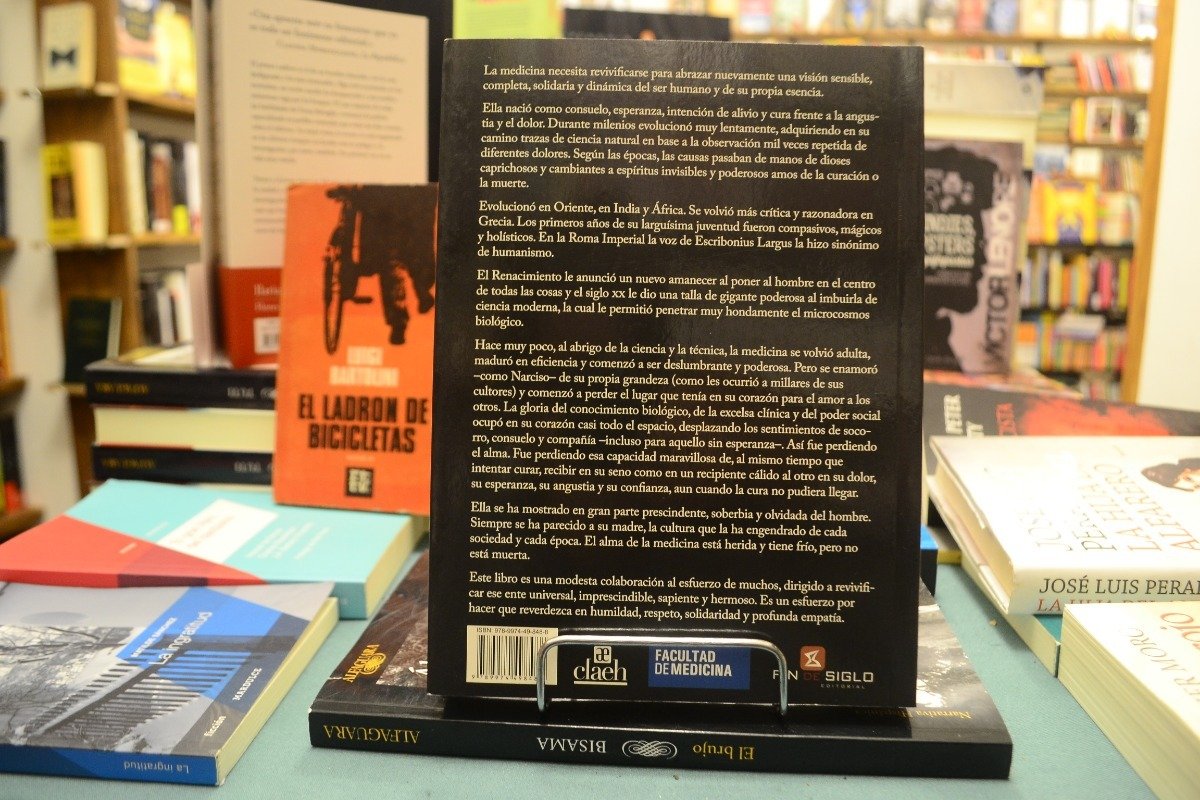 La medicina necesita revivificarse para abrazar nuevamente una visión sensible,
completa, solidaria y dinámica del ser humano y de su propia esencia.
Ella nació como consuelo, esperanza, intención de alivio y cura frente a la angus-
tia y el dolor. Durante milenios evolucionó muy lentamente, adquiriendo en su
camino trazas de ciencia natural en base a la observación mil veces repetida de
diferentes dolores. Según las épocas, las causas pasaban de manos de dioses
caprichosos y cambiantes a espíritus invisibles y poderosos amos de la curación o
la muerte.
Evolucionó en Oriente, en India y África. Se volvió más crítica y razonadora en
Grecia. Los primeros años de su larguísima juventud fueron compasivos, mágicos
y holísticos. En la Roma Imperial la voz de Escribonius Largus la hizo sinónimo
de humanismo.
El Renacimiento le anunció un nuevo amanecer al poner al hombre en el centro
de todas las cosas y el siglo XX le dio una talla de gigante poderosa al imbuirla de
ciencia moderna, la cual le permitió penetrar muy hondamente el microcosmos
biológico.
Hace muy poco, al abrigo de la ciencia y la técnica, la medicina se volvió adulta,
maduró en eficiencia y comenzó a ser deslumbrante y poderosa. Pero se enamoró
–como Narciso– de su propia grandeza (como les ocurrió a millares de sus
cultores) y comenzó a perder el lugar que tenía en su corazón para el amor a los
otros. La gloria del conocimiento biológico, de la excelsa clínica y del poder social
ocupó en su corazón casi todo el espacio, desplazando los sentimientos de soco-
rro, consuelo y compañía –incluso para aquello sin esperanza–. Así fue perdiendo
el alma. Fue perdiendo esa capacidad maravillosa de, al mismo tiempo que
intentar curar, recibir en su seno como en un recipiente cálido al otro en su dolor,
su esperanza, su angustia y su confianza, aun cuando la cura no pudiera llegar.
Ella se ha mostrado en gran parte prescindente, soberbia y olvidada del hombre.
Siempre se ha parecido a su madre, la cultura que la ha engendrado de cada
sociedad y cada época. El alma de la medicina está herida y tiene frío, pero no
está muerta.
Este libro es una modesta colaboración al esfuerzo de muchos, dirigido a revivifi-
car ese ente universal, imprescindible, sapiente y hermoso. Es un esfuerzo por
hacer que reverdezca en humildad, respeto, solidaridad y profunda empatía.
ISBN: 978-9974-49-848-8
claeh
FACULTAD
DE MEDICINA
FIN DE SIGLO
EDITORIAL
LUIGI
BARTOLINI
EL LADRON DE
BICICLETAS
VICTOR
JOSÉ LUIS PERAL
La ingratitud
MARDULCE
ficción
La ingratitud
ALFAGUARA
BISAMA
El brujo